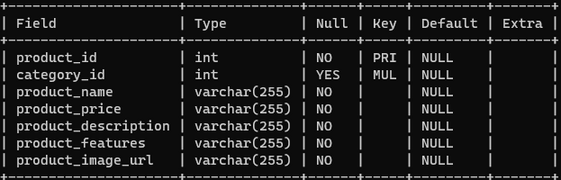 +---------------------+--------------+------+-----+---------+-------+
| Field               | Type         | Null | Key | Default | Extra |
+---------------------+--------------+------+-----+---------+-------+
| product_id          | int          | NO   | PRI | NULL    |       |
| category_id         | int          | YES  | MUL | NULL    |       |
| product_name        | varchar(255) | NO   |     | NULL    |       |
| product_price       | varchar(255) | NO   |     | NULL    |       |
| product_description | varchar(255) | NO   |     | NULL    |       |
| product_features    | varchar(255) | NO   |     | NULL    |       |
| product_image_url   | varchar(255) | NO   |     | NULL    |       |
+---------------------+--------------+------+-----+---------+-------+